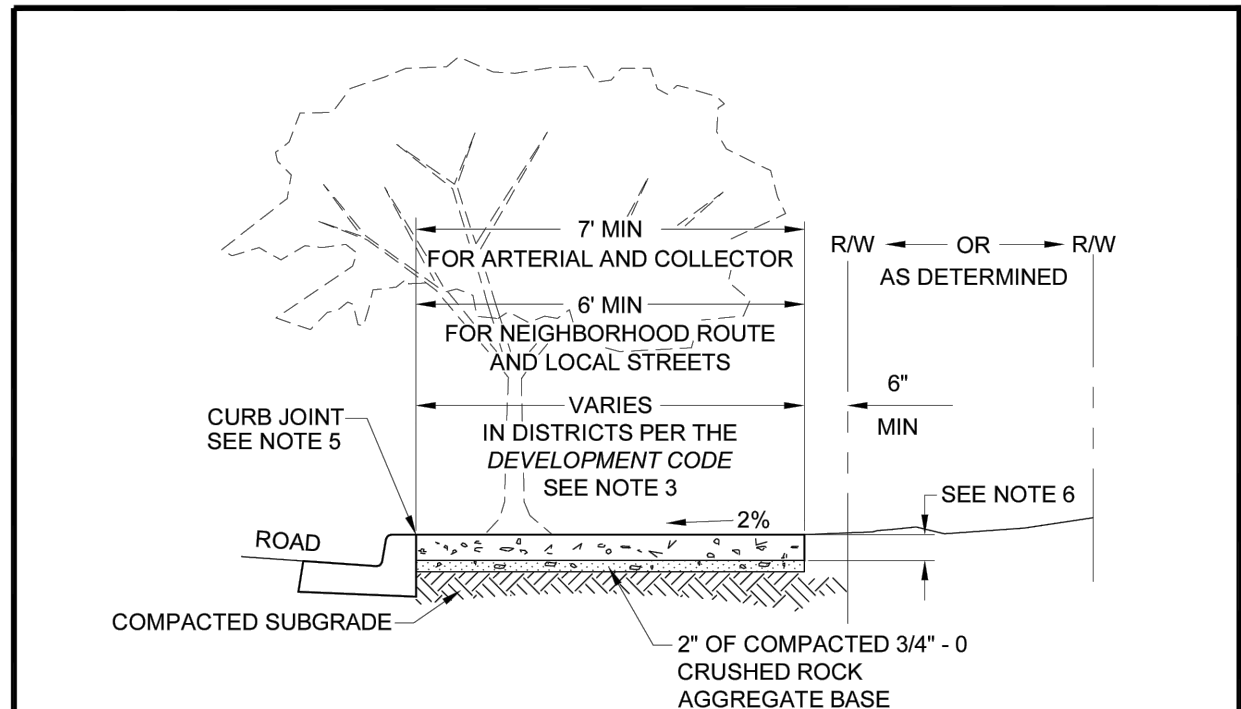 7' MIN
FOR ARTERIAL AND COLLECTOR
R/W OR R/W
AS DETERMINED
6' MIN
FOR NEIGHBORHOOD ROUTE
AND LOCAL STREETS
6"
MIN
VARIES
IN DISTRICTS PER THE
DEVELOPMENT CODE
SEE NOTE 3
CURB JOINT
SEE NOTE 5
SEE NOTE 6
2%
ROAD
COMPACTED SUBGRADE
2" OF COMPACTED 3/4" - 0
CRUSHED ROCK
AGGREGATE BASE